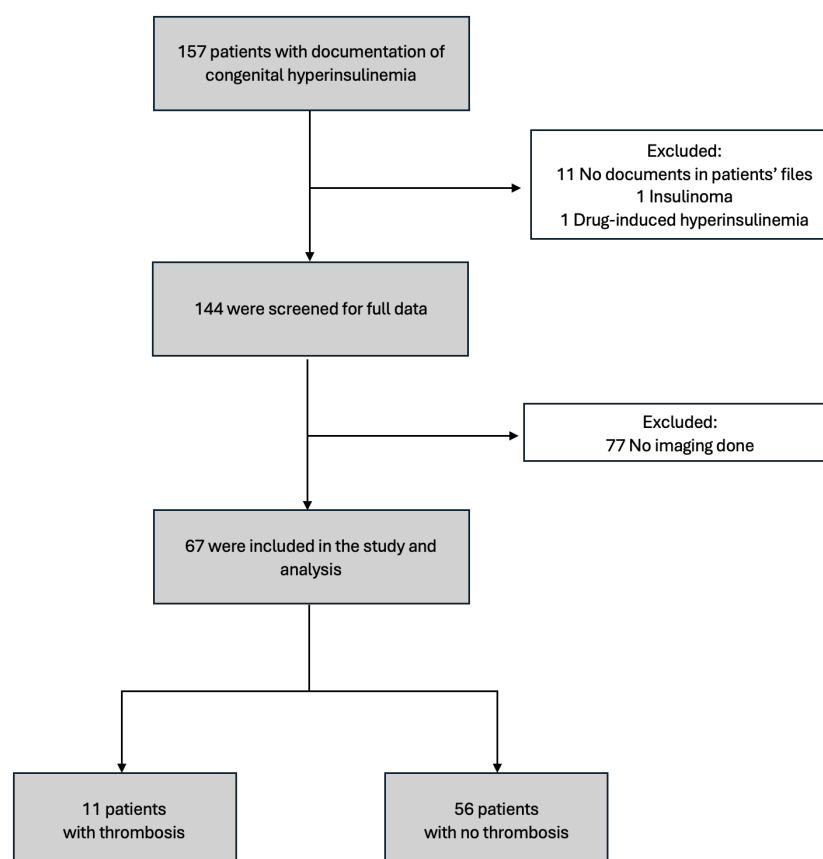 157 patients with documentation of
congenital hyperinsulinemia
Excluded:
11 No documents in patients’ files
1 Insulinoma
1 Drug-induced hyperinsulinemia
144 were screened for full data
Excluded:
77 No imaging done
67 were included in the study and
analysis
11 patients
with thrombosis
56 patients
with no thrombosis